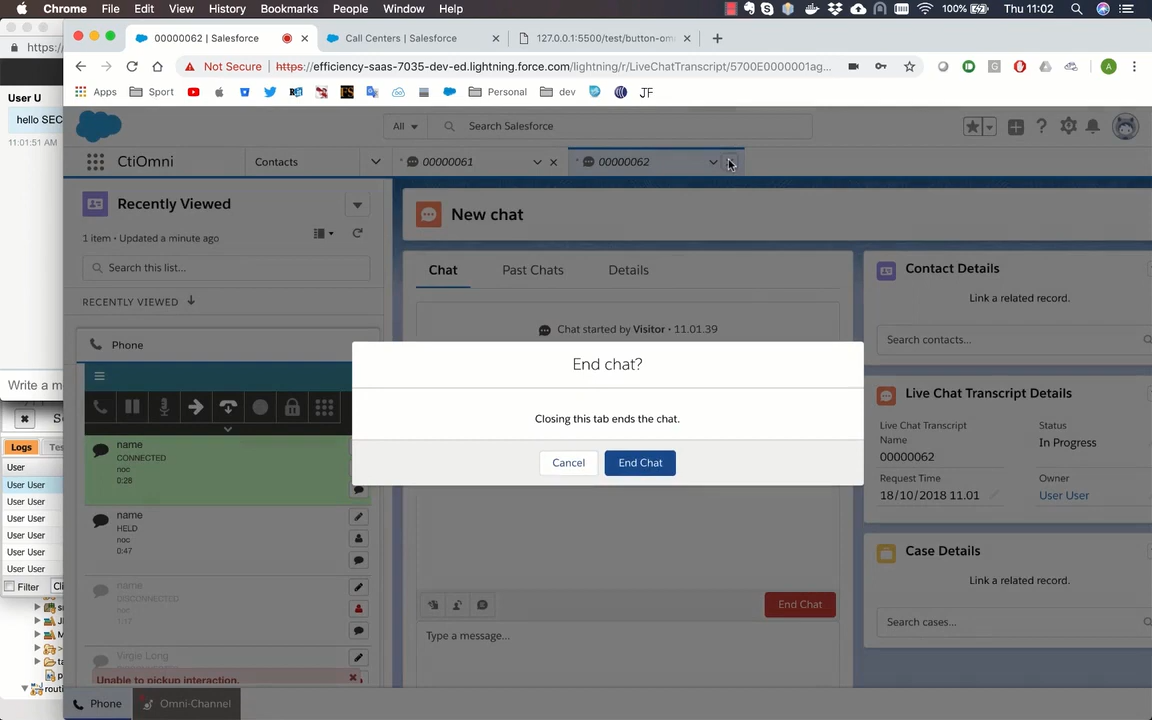 Chrome File Edit View History Bookmarks People Window Help 100% Thu 11:02
00000062 | Salesforce Call Centers | Salesforce 127.0.0.1:5500/test/button-om
https:/
Not Secure | https://efficiency-saas-7035-dev-ed.lightning.force.com/lightning/r/LiveChatTranscript/5700E0000001ag...
Apps Sport Personal dev JF
User U
hello SEC
11:01:51 AM
All Search Salesforce
CtiOmni Contacts 00000061 00000062
Recently Viewed
1 item • Updated a minute ago
Search this list...
RECENTLY VIEWED
New chat
Chat Past Chats Details
Chat started by Visitor • 11.01.39
Contact Details
Link a related record.
Search contacts...
Phone
End chat?
Closing this tab ends the chat.
Cancel End Chat
Live Chat Transcript Details
Live Chat Transcript Name
00000062
Status
In Progress
Request Time
18/10/2018 11.01
Owner
User User
Case Details
Link a related record.
Search cases...
name
CONNECTED
noc
0:28
name
HELD
noc
0:47
name
DISCONNECTED
noc
1:17
Virgie Long
Unable to pickup interaction.
End Chat
Type a message...
Write a m
Logs Tes
User
User User
User User
User User
User User
User User
User User
Filter Cli
routi
Phone Omni-Channel